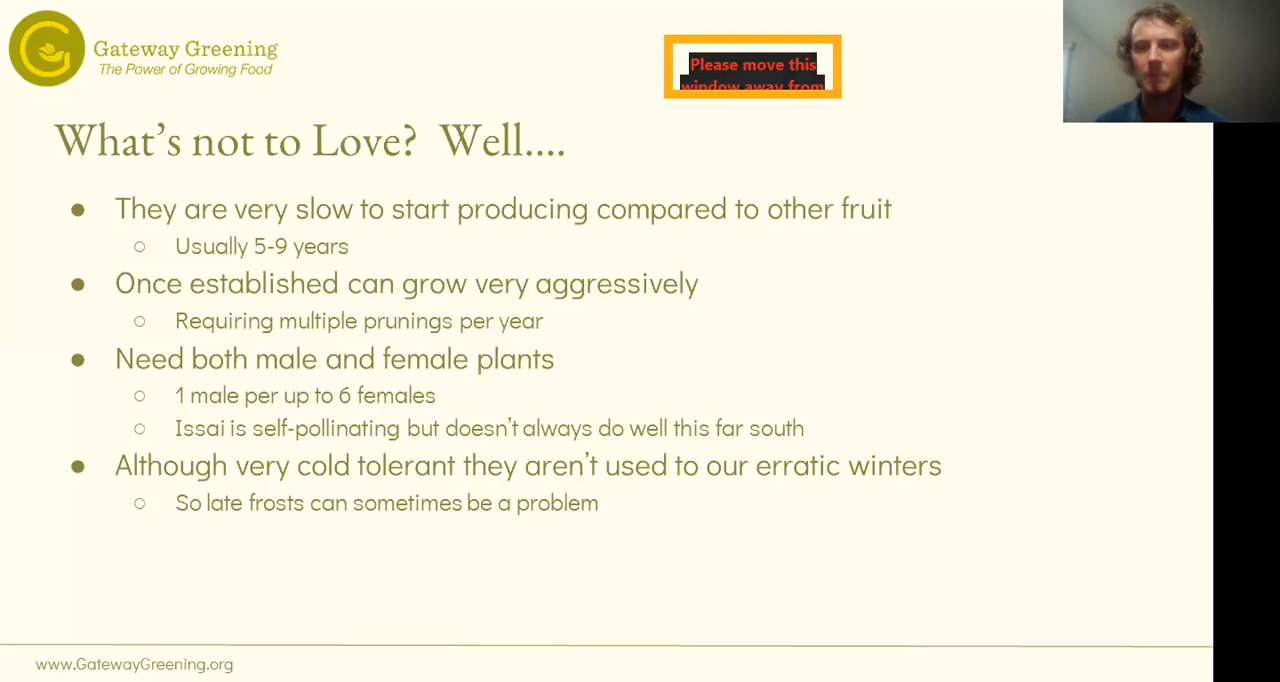 Gateway Greening
The Power of Growing Food
Please move this
window away from
What's not to Love?  Well....
● They are very slow to start producing compared to other fruit
○ Usually 5-9 years
● Once established can grow very aggressively
○ Requiring multiple prunings per year
● Need both male and female plants
○ 1 male per up to 6 females
○ Issai is self-pollinating but doesn't always do well this far south
● Although very cold tolerant they aren't used to our erratic winters
○ So late frosts can sometimes be a problem
www.GatewayGreening.org